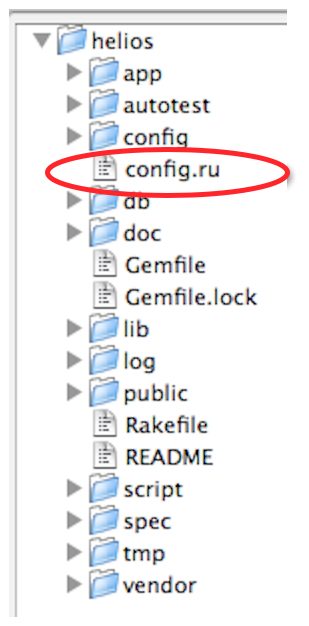 helios
app
autotest
config
config.ru
db
doc
Gemfile
Gemfile.lock
lib
log
public
Rakefile
README
script
spec
tmp
vendor